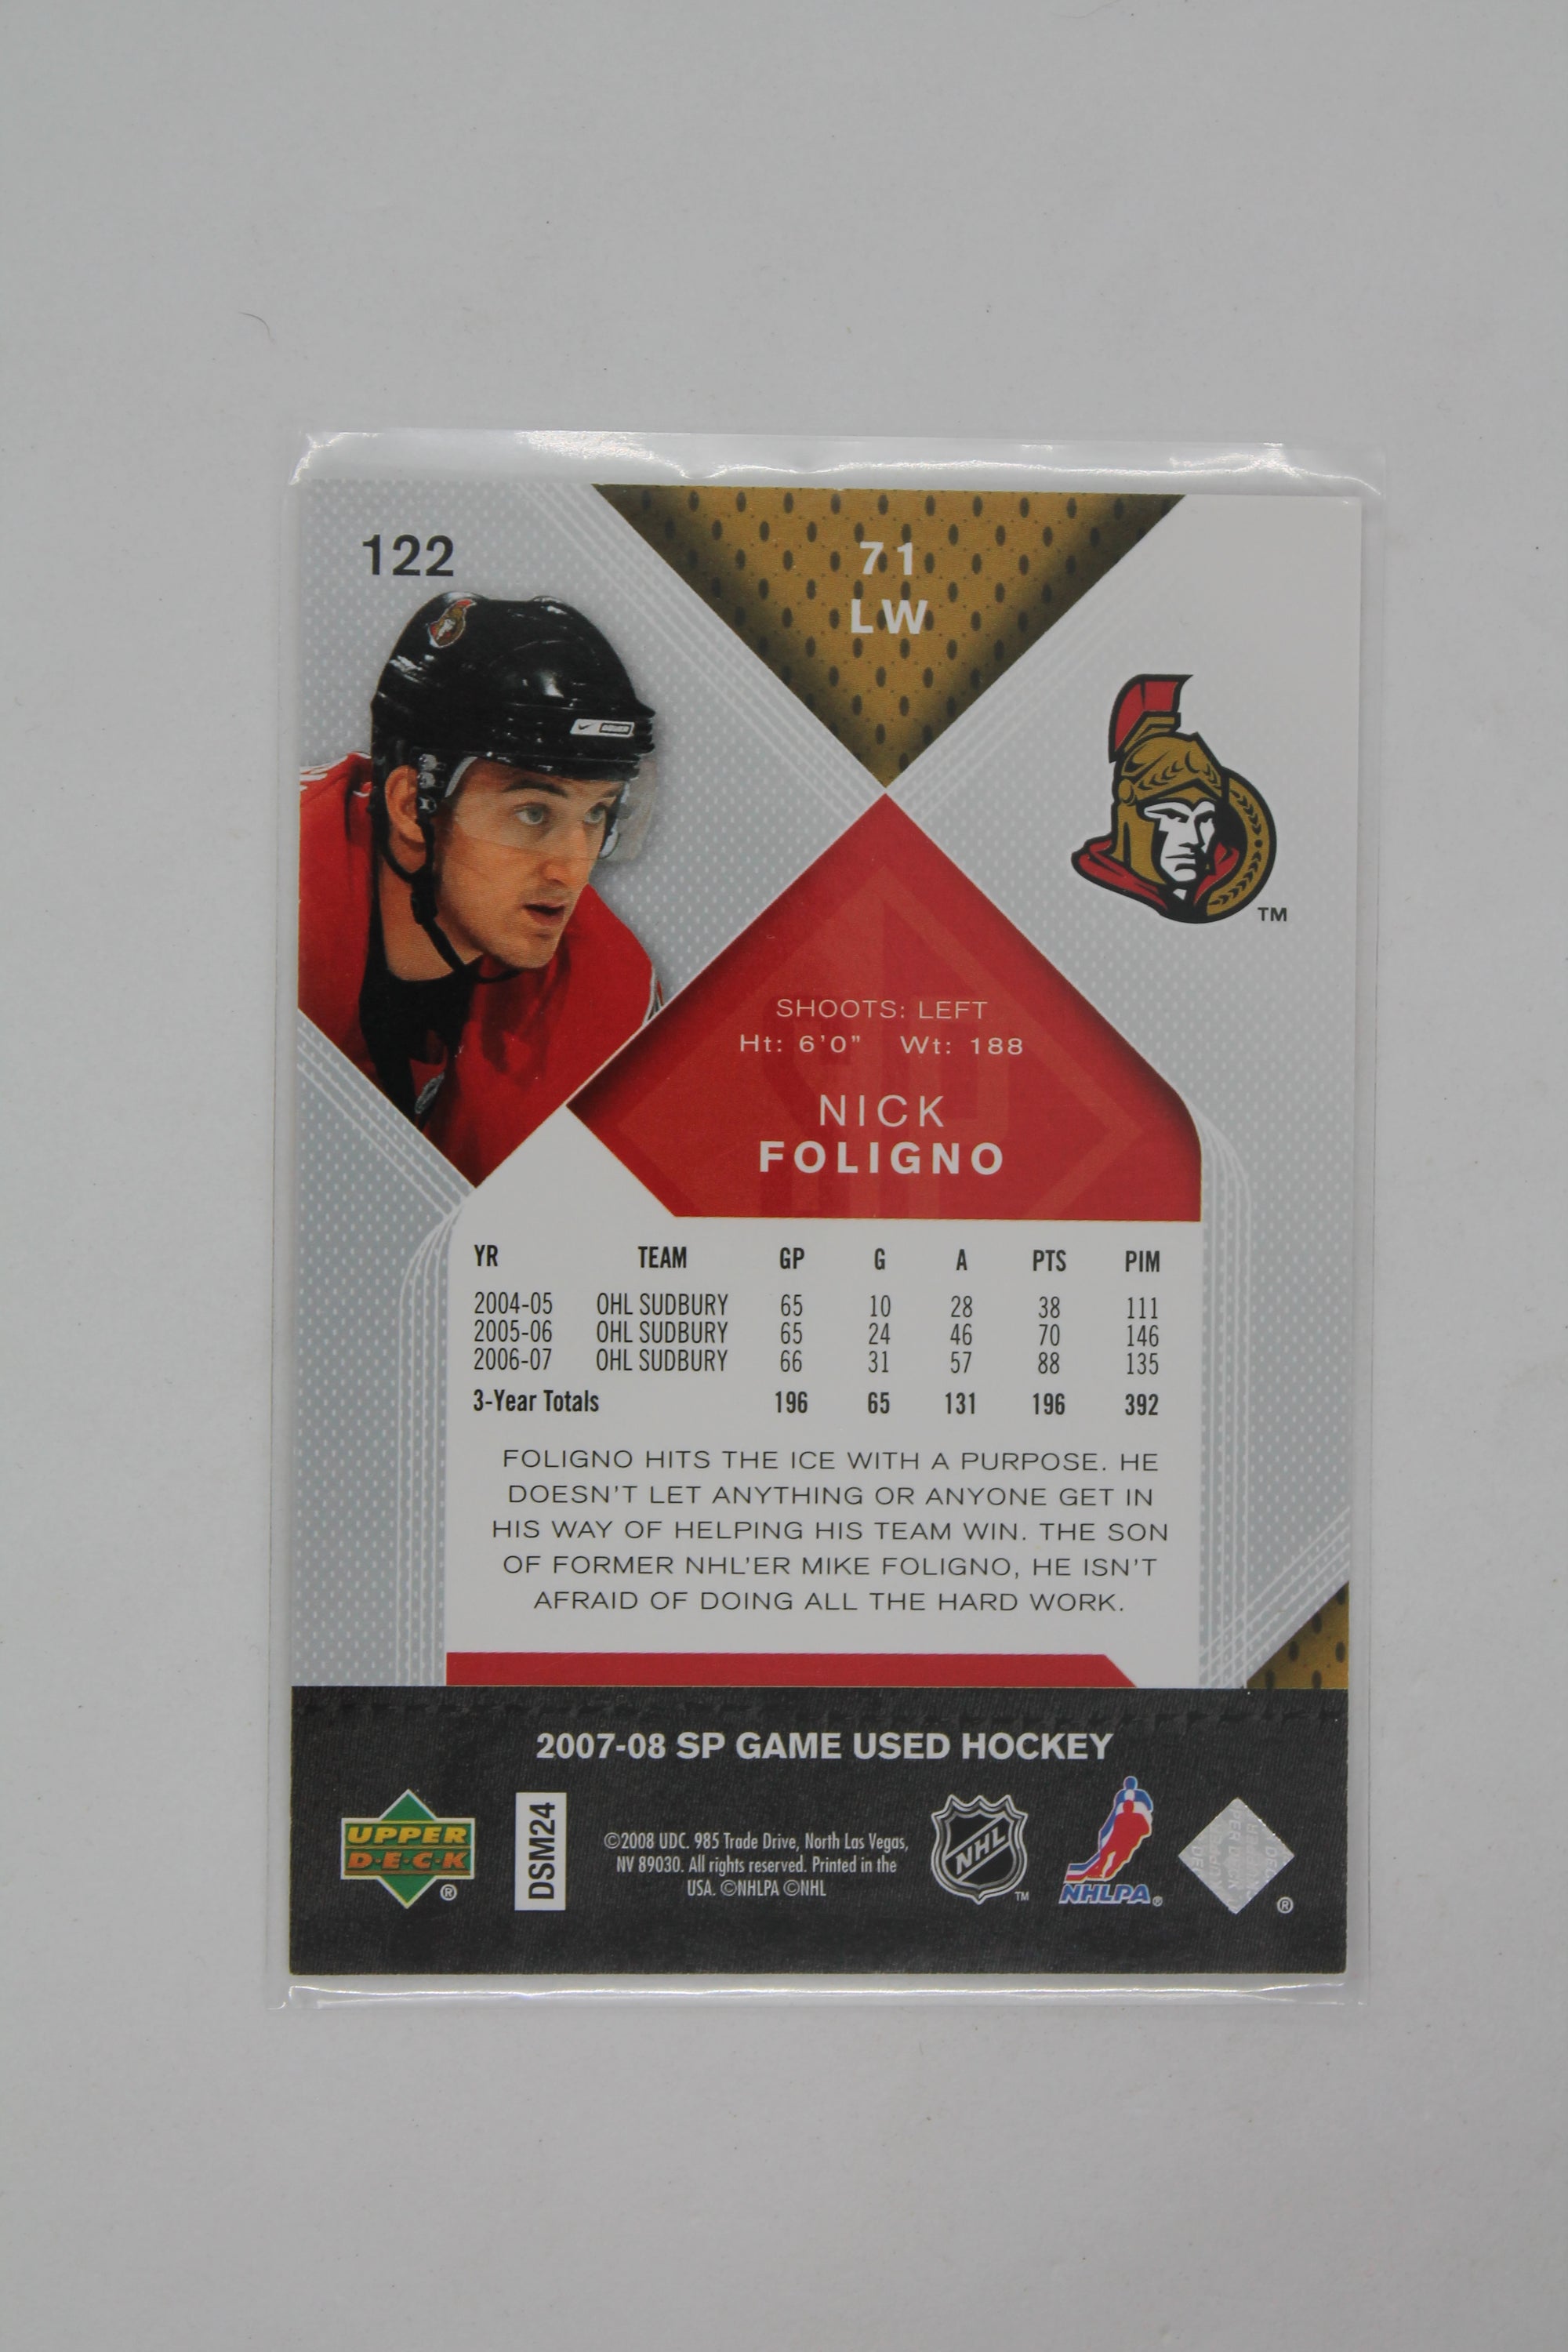 122
71
LW
BAUER
TM
SHOOTS: LEFT
Ht: 6'0" Wt: 188
NICK
FOLIGNO
YR TEAM GP G A PTS PIM
2004-05 OHL SUDBURY 65 10 28 38 111
2005-06 OHL SUDBURY 65 24 46 70 146
2006-07 OHL SUDBURY 66 31 57 88 135
3-Year Totals 196 65 131 196 392
FOLIGNO HITS THE ICE WITH A PURPOSE. HE
DOESN'T LET ANYTHING OR ANYONE GET IN
HIS WAY OF HELPING HIS TEAM WIN. THE SON
OF FORMER NHL'ER MIKE FOLIGNO, HE ISN'T
AFRAID OF DOING ALL THE HARD WORK.
2007-08 SP GAME USED HOCKEY
UPPER
D·E·C·K
®
DSM24
©2008 UDC. 985 Trade Drive, North Las Vegas,
NV 89030. All rights reserved. Printed in the
USA. ©NHLPA ©NHL
NHL
TM
NHLPA®
®